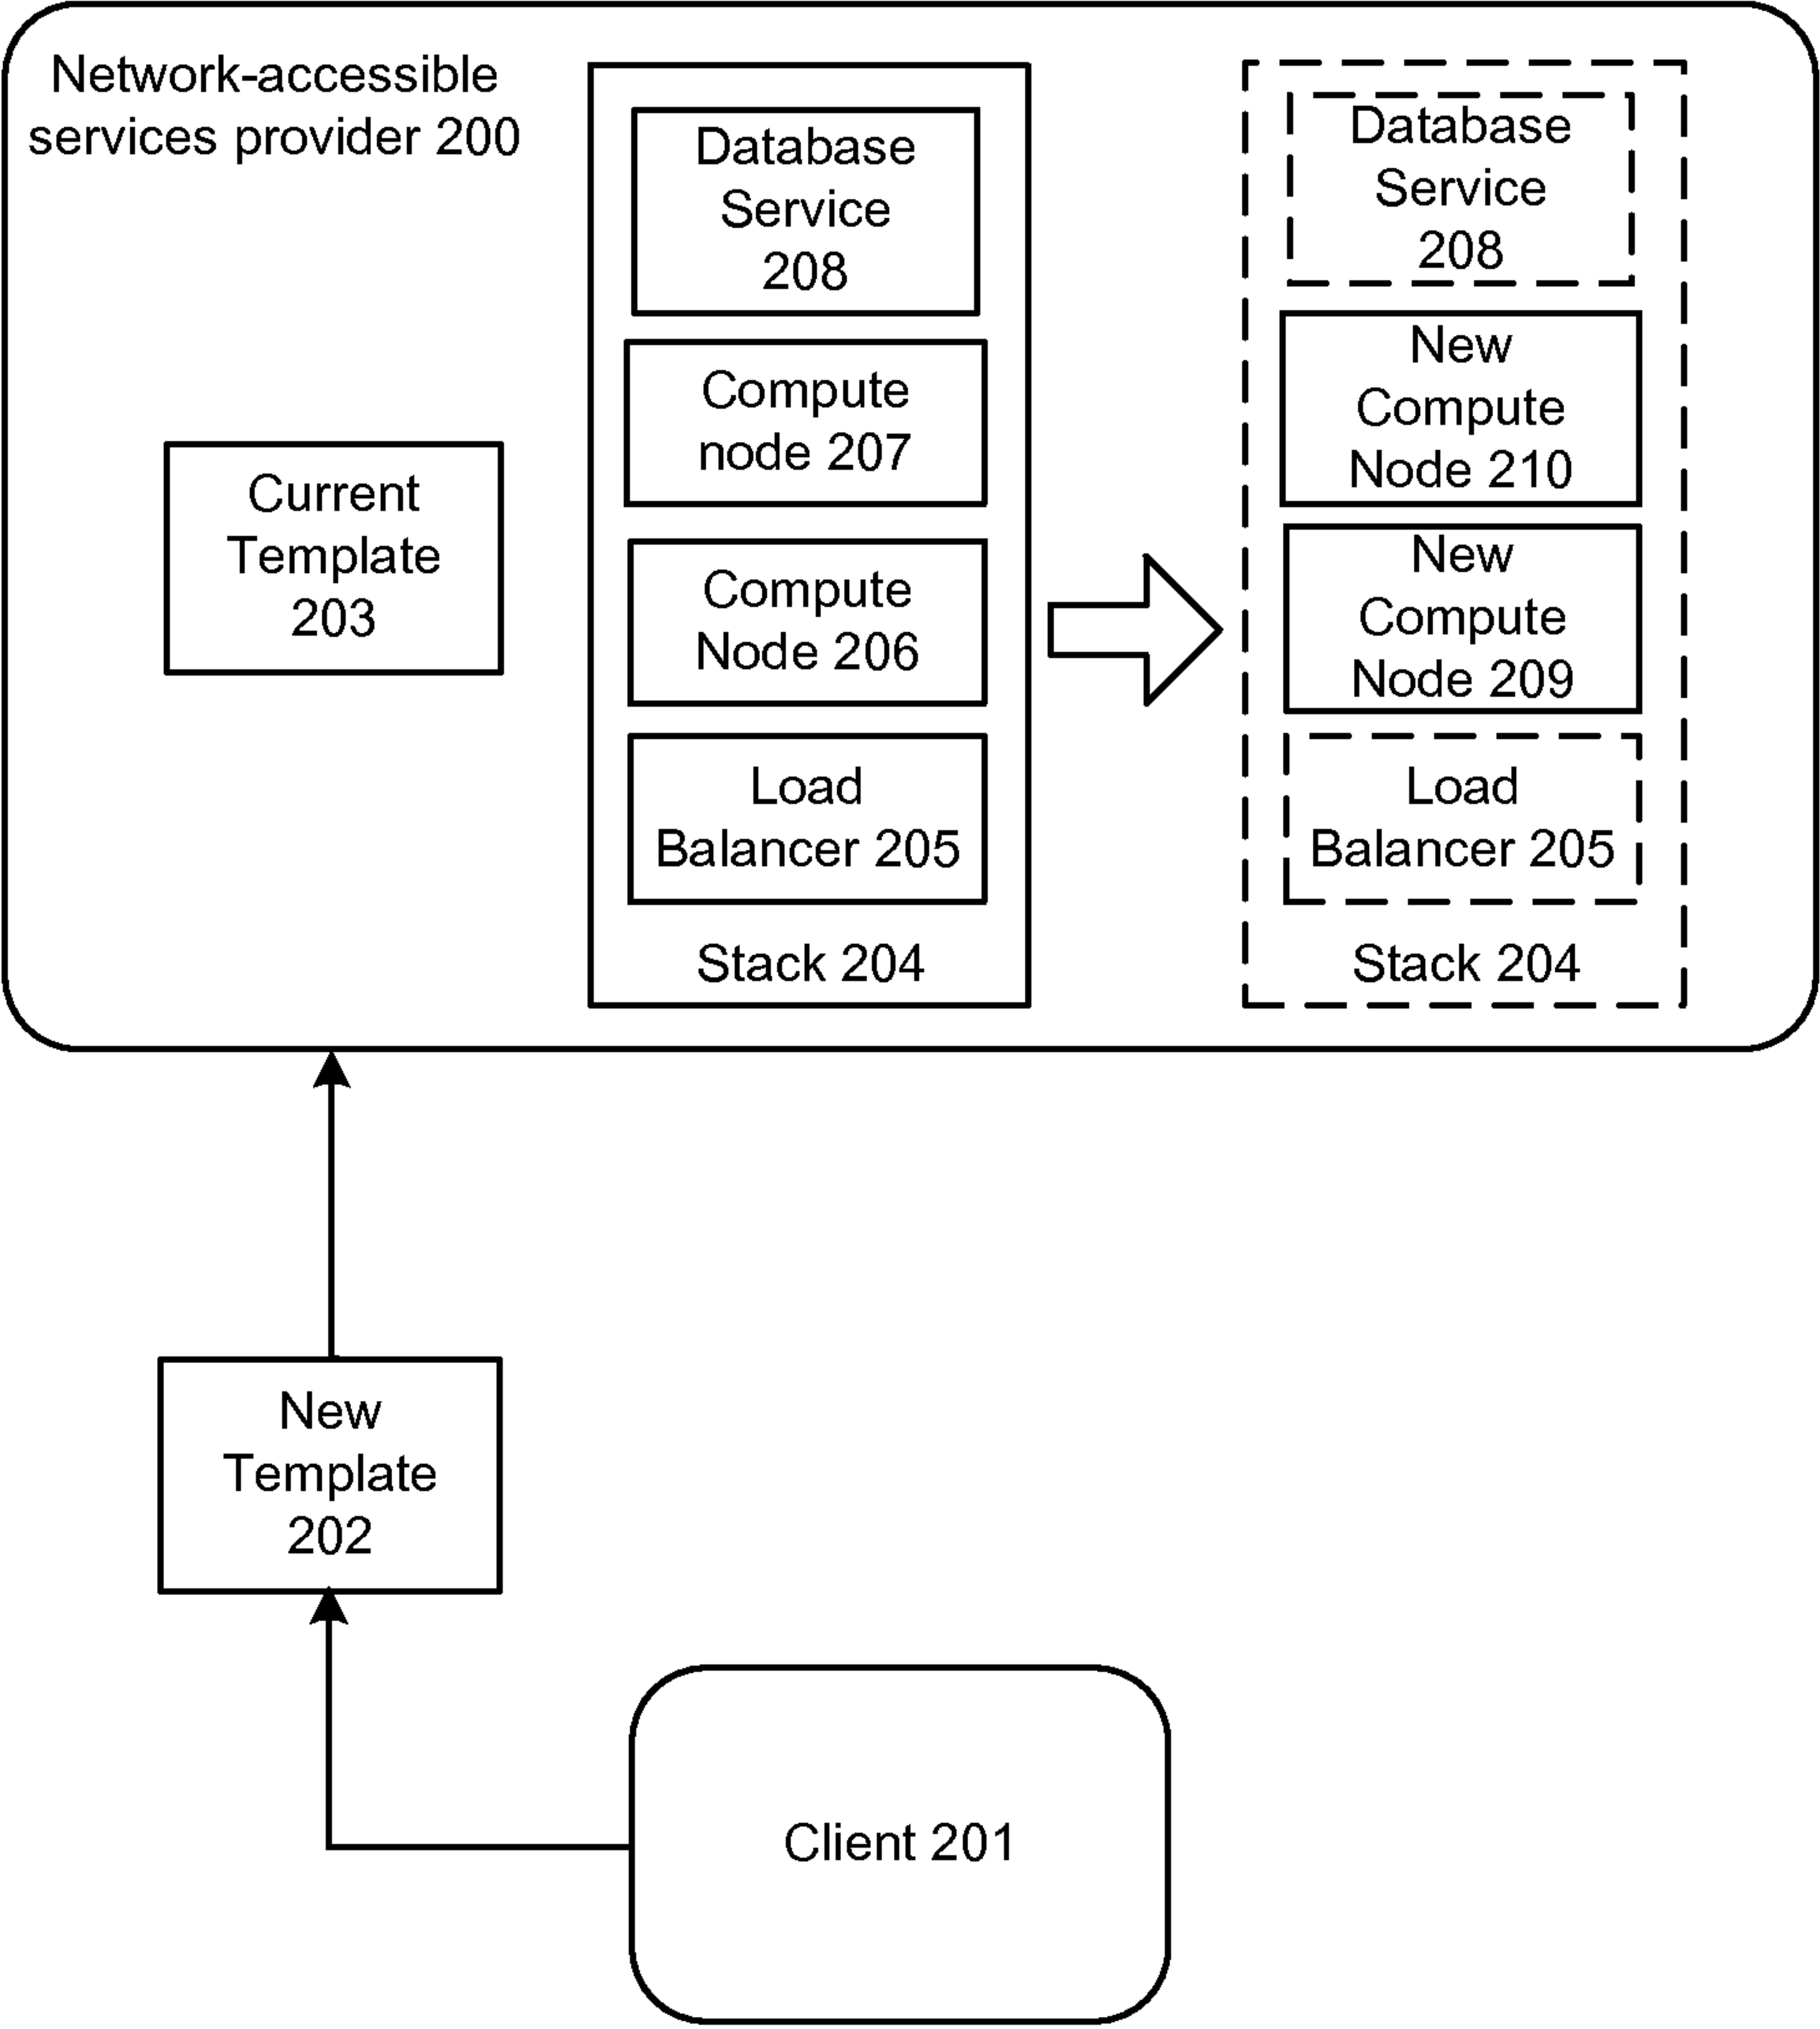 Network-accessible
services provider 200
Current
Template
203
Database
Service
208
Compute
node 207
Compute
Node 206
Load
Balancer 205
Stack 204
Database
Service
208
New
Compute
Node 210
New
Compute
Node 209
Load
Balancer 205
Stack 204
New
Template
202
Client 201